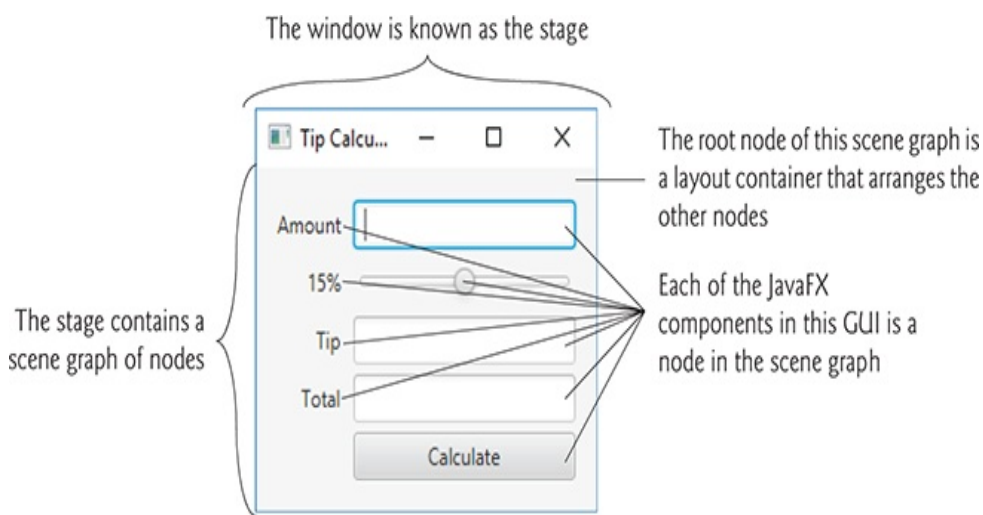 The window is known as the stage
Tip Calcu...
The root node of this scene graph is
a layout container that arranges the
other nodes
Amount
15%
Each of the JavaFX
components in this GUI is a
node in the scene graph
The stage contains a
scene graph of nodes
Tip
Total
Calculate